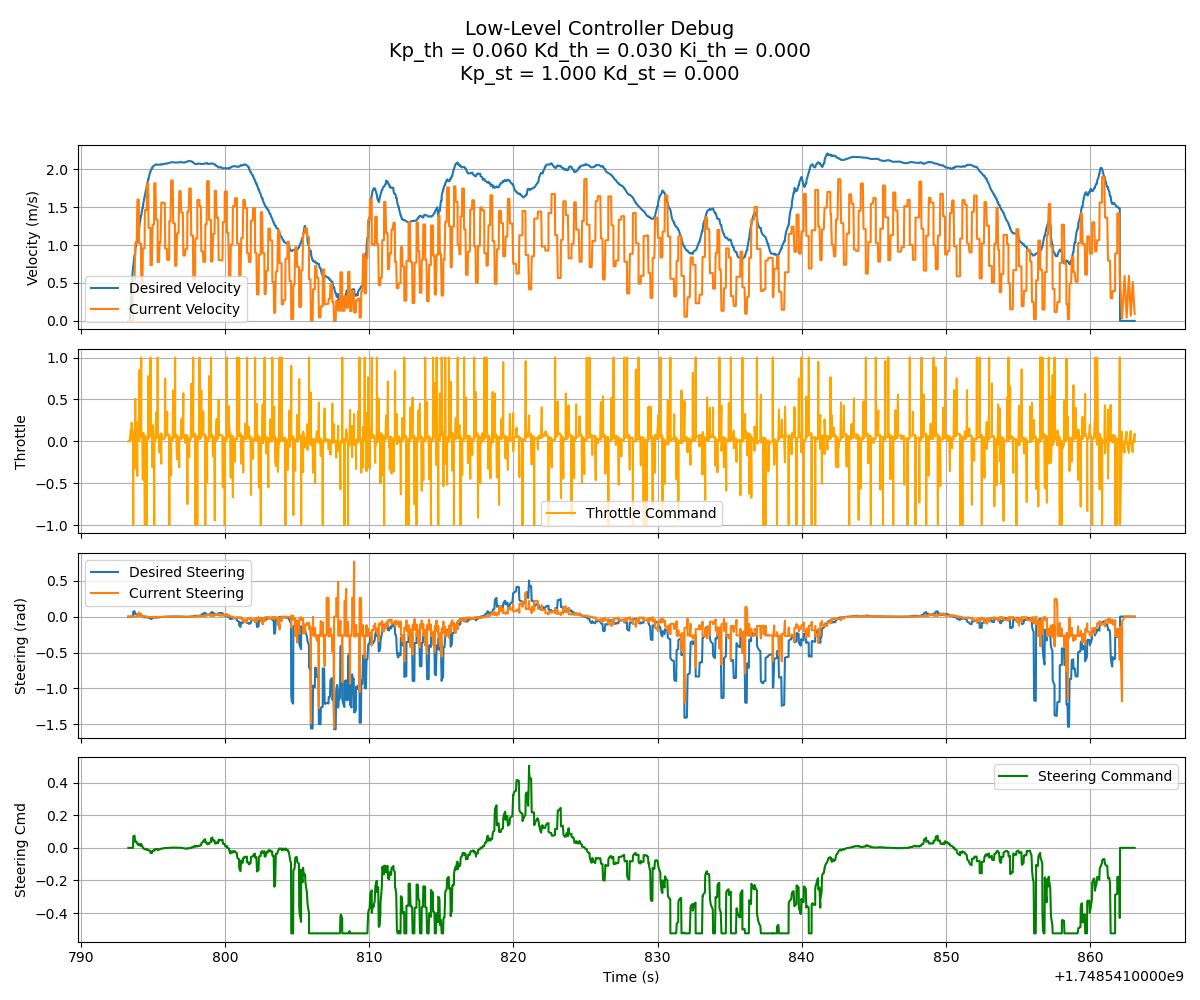 Low-Level Controller Debug
Kp_th = 0.060 Kd_th = 0.030 Ki_th = 0.000
Kp_st = 1.000 Kd_st = 0.000
Velocity (m/s)
2.0
1.5
1.0
0.5
0.0
Desired Velocity
Current Velocity
Throttle
1.0
0.5
0.0
−0.5
−1.0
Throttle Command
Steering (rad)
0.5
0.0
−0.5
−1.0
−1.5
Desired Steering
Current Steering
Steering Cmd
0.4
0.2
0.0
−0.2
−0.4
Steering Command
790 800 810 820 830 840 850 860
Time (s)
+1.7485410000e9